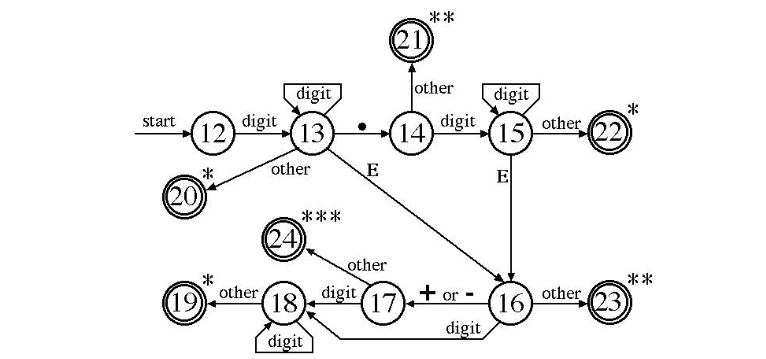 21 **
digit other digit
start 12 digit 13 • 14 digit 15 other 22 *
20 * other E E
24 ***
other
19 * other 18 digit 17 + or - 16 other 23 **
digit digit